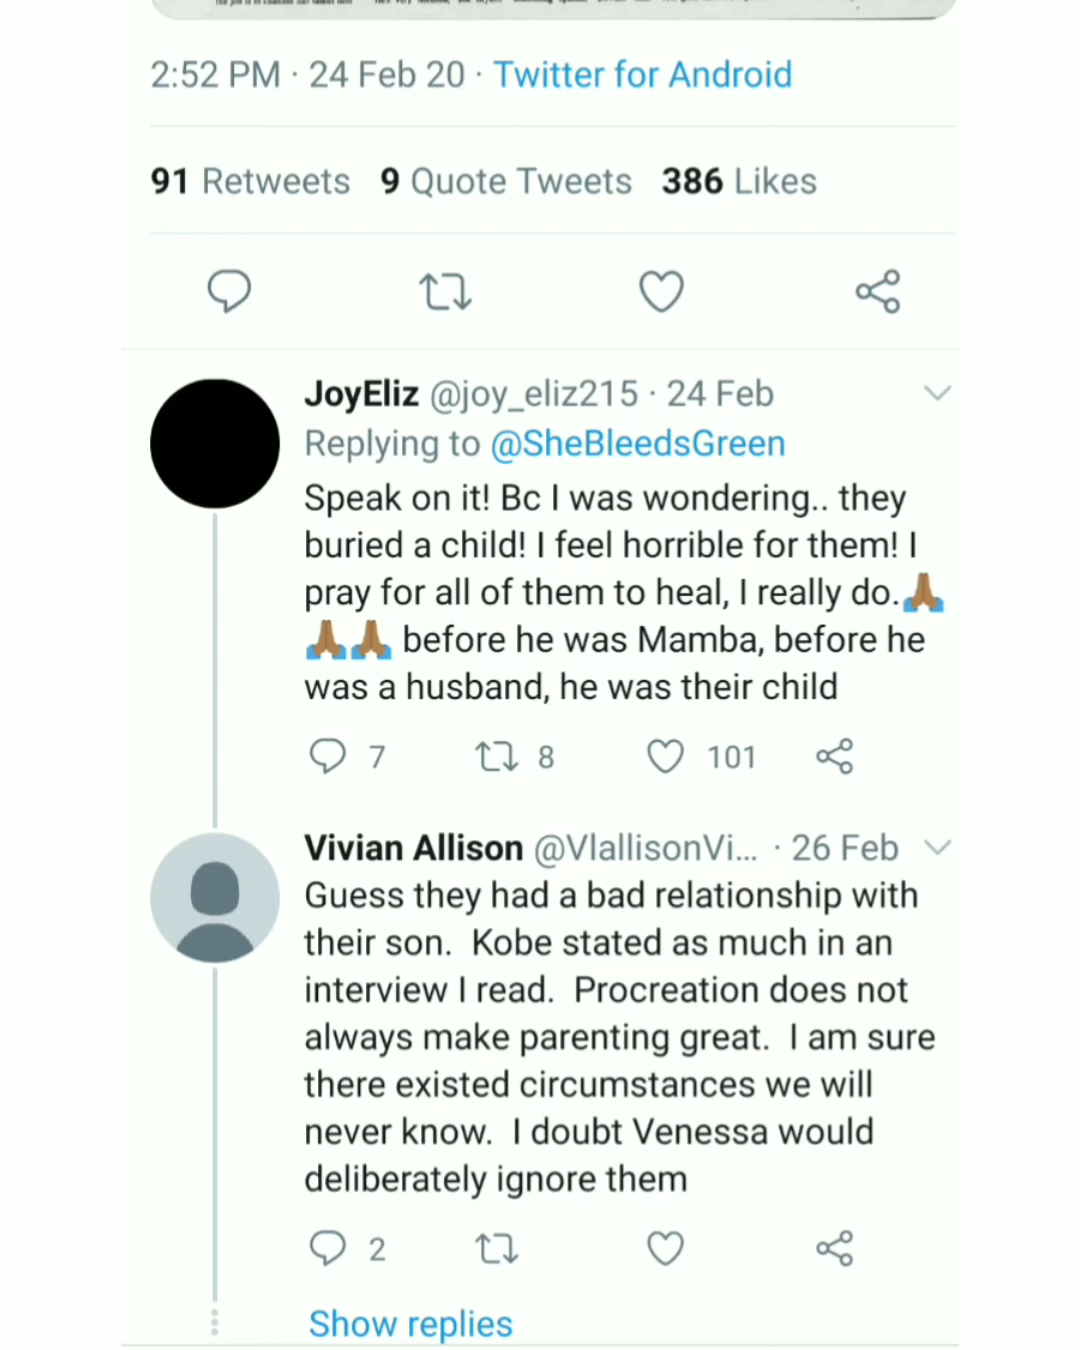 2:52 PM · 24 Feb 20 · Twitter for Android
91 Retweets 9 Quote Tweets 386 Likes
JoyEliz @joy_eliz215 · 24 Feb
Replying to @SheBleedsGreen
Speak on it! Bc I was wondering.. they
buried a child! I feel horrible for them! I
pray for all of them to heal, I really do.🙏🏾
🙏🏾🙏🏾 before he was Mamba, before he
was a husband, he was their child
7 8 101
Vivian Allison @VlallisonVi... · 26 Feb
Guess they had a bad relationship with
their son.  Kobe stated as much in an
interview I read.  Procreation does not
always make parenting great.  I am sure
there existed circumstances we will
never know.  I doubt Venessa would
deliberately ignore them
2
Show replies